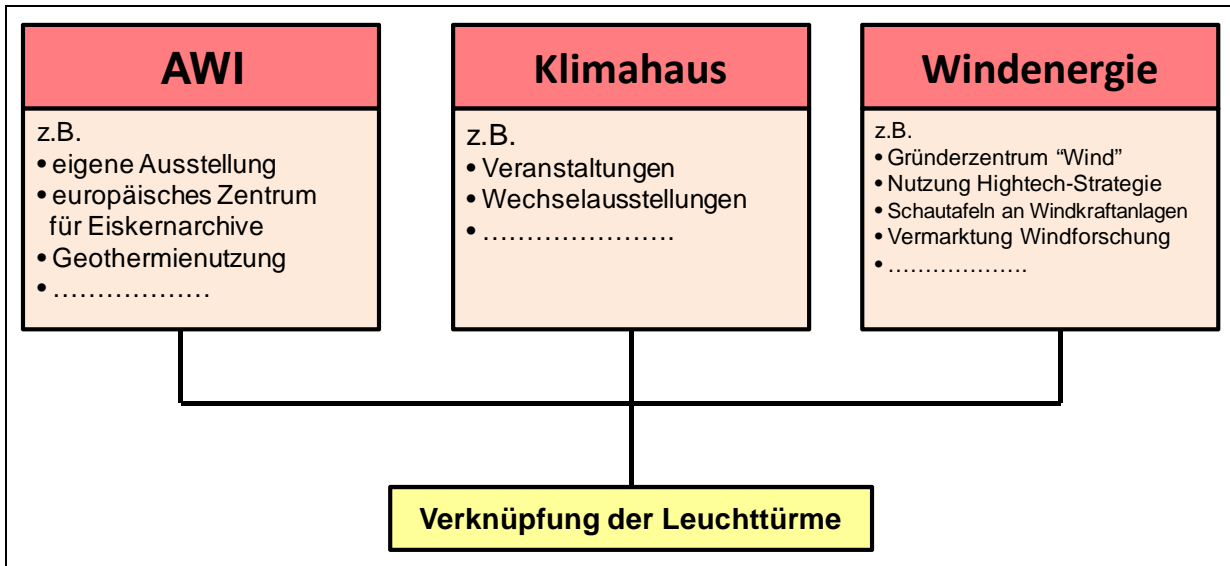 AWI
z.B.
• eigene Ausstellung
• europäisches Zentrum
für Eiskernarchive
• Geothermienutzung
• ………………
Klimahaus
z.B.
• Veranstaltungen
• Wechselausstellungen
• ………………….
Windenergie
z.B.
• Gründerzentrum “Wind”
• Nutzung Hightech-Strategie
• Schautafeln an Windkraftanlagen
• Vermarktung Windforschung
• ……………….
Verknüpfung der Leuchttürme